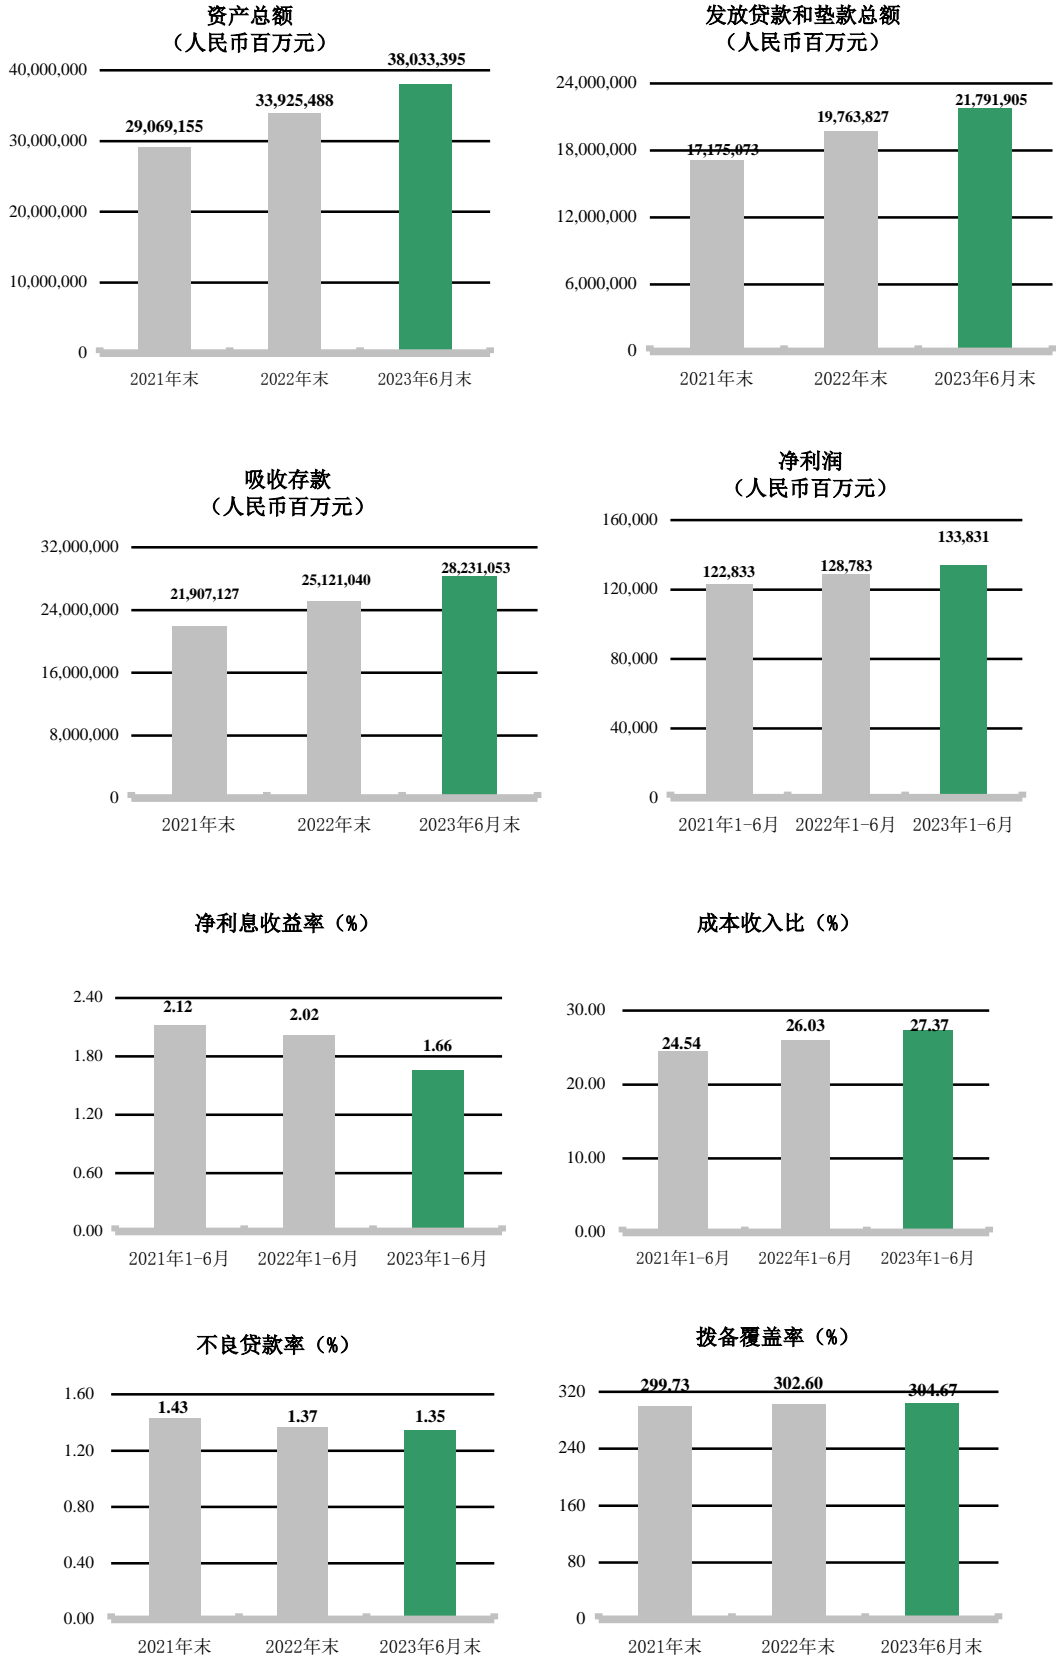 资产总额
（人民币百万元）
40,000,000
30,000,000
20,000,000
10,000,000
0
29,069,155
33,925,488
38,033,395
2021年末
2022年末
2023年6月末
发放贷款和垫款总额
（人民币百万元）
24,000,000
18,000,000
12,000,000
6,000,000
0
17,175,073
19,763,827
21,791,905
2021年末
2022年末
2023年6月末
吸收存款
（人民币百万元）
32,000,000
24,000,000
16,000,000
8,000,000
0
21,907,127
25,121,040
28,231,053
2021年末
2022年末
2023年6月末
净利润
（人民币百万元）
160,000
120,000
80,000
40,000
0
122,833
128,783
133,831
2021年1-6月
2022年1-6月
2023年1-6月
净利息收益率（%）
2.40
1.80
1.20
0.60
0.00
2.12
2.02
1.66
2021年1-6月
2022年1-6月
2023年1-6月
成本收入比（%）
30.00
20.00
10.00
0.00
24.54
26.03
27.37
2021年1-6月
2022年1-6月
2023年1-6月
不良贷款率（%）
1.60
1.20
0.80
0.40
0.00
1.43
1.37
1.35
2021年末
2022年末
2023年6月末
拨备覆盖率（%）
320
240
160
80
0
299.73
302.60
304.67
2021年末
2022年末
2023年6月末